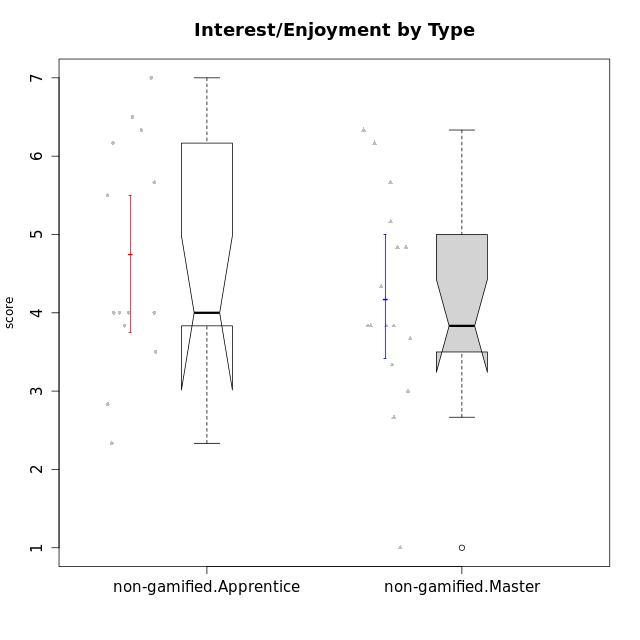 Interest/Enjoyment by Type
7
6
5
4
3
2
1
score
non-gamified.Apprentice
non-gamified.Master